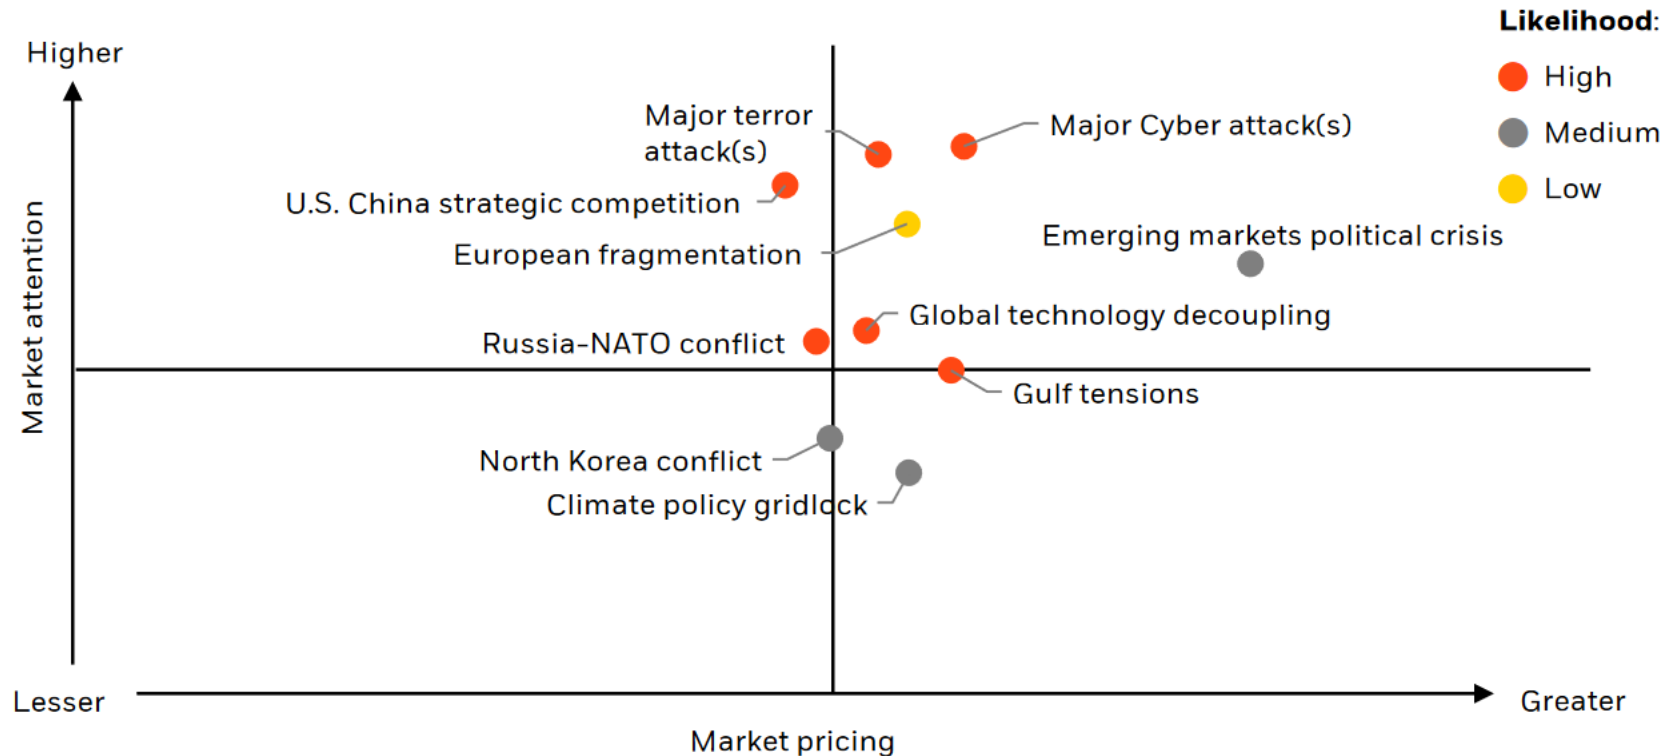 Likelihood:
High
Medium
Low
Higher
Market attention
Major terror
attack(s)
Major Cyber attack(s)
U.S. China strategic competition
European fragmentation
Emerging markets political crisis
Global technology decoupling
Russia-NATO conflict
Gulf tensions
North Korea conflict
Climate policy gridlock
Lesser
Greater
Market pricing